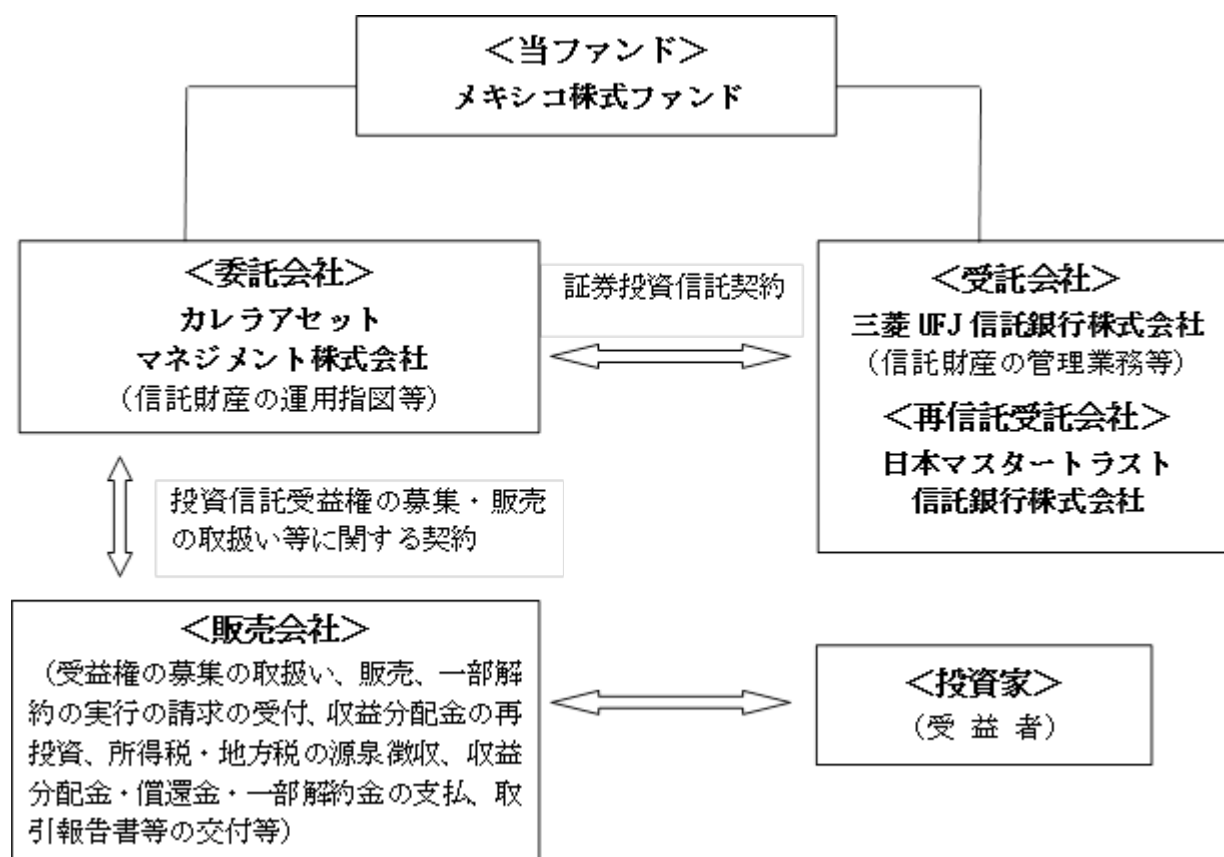 ＜当ファンド＞
メキシコ株式ファンド
＜委託会社＞
カレラアセット
マネジメント株式会社
（信託財産の運用指図等）
証券投資信託契約
＜受託会社＞
三菱UFJ信託銀行株式会社
（信託財産の管理業務等）
＜再信託受託会社＞
日本マスタートラスト
信託銀行株式会社
投資信託受益権の募集・販売
の取扱い等に関する契約
＜販売会社＞
（受益権の募集の取扱い、販売、一部解
約の実行の請求の受付、収益分配金の再
投資、所得税・地方税の源泉徴収、収益
分配金・償還金・一部解約金の支払、取
引報告書等の交付等）
＜投資家＞
（受 益 者）